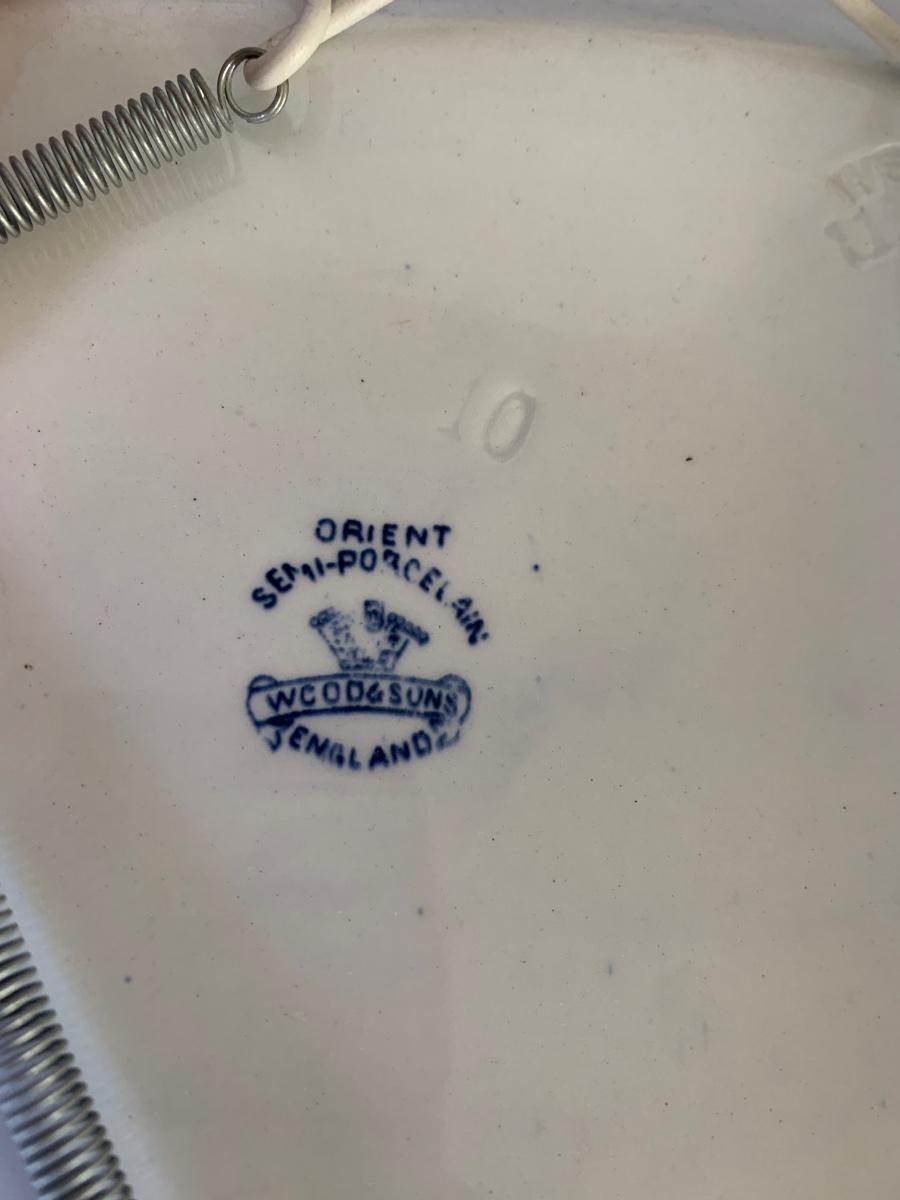 10
ORIENT
SEMI-PORCELAIN
WOOD & SONS
ENGLAND